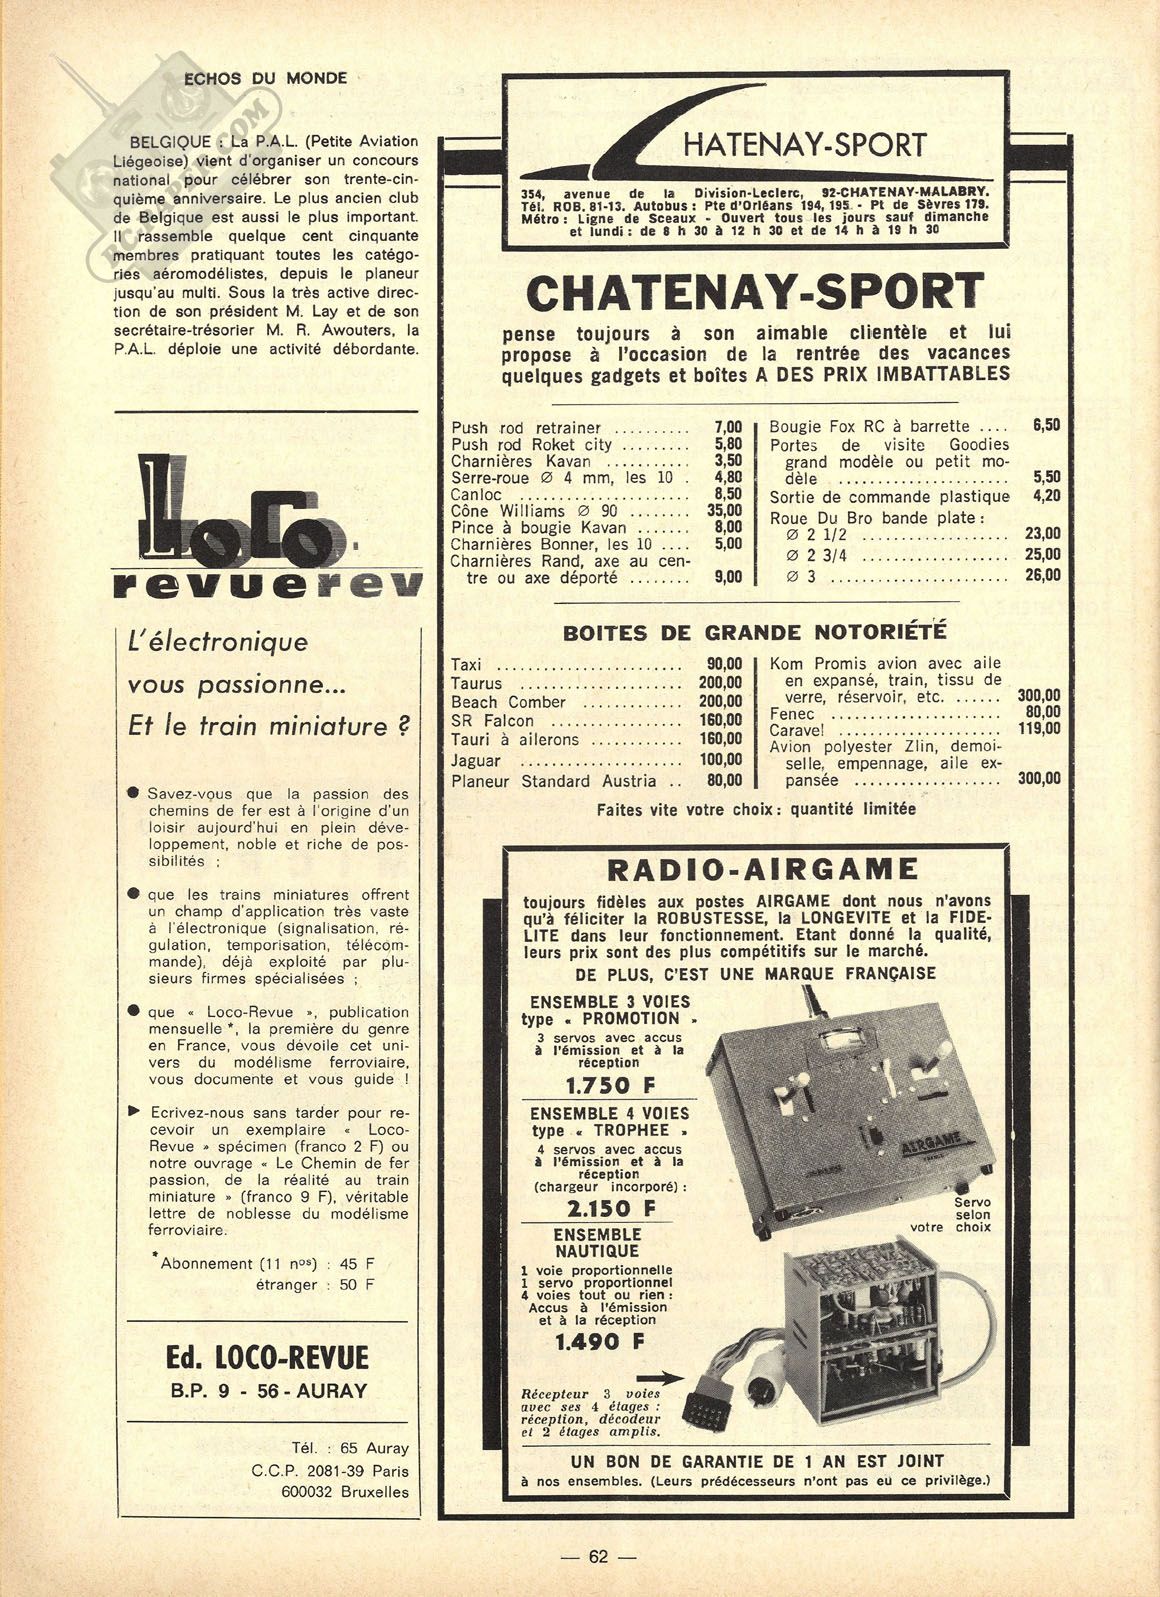 ECHOS DU MONDE
BELGIQUE : La P.A.L. (Petite Aviation
Liégeoise) vient d'organiser un concours
national pour célébrer son trente-cin-
quième anniversaire. Le plus ancien club
de Belgique est aussi le plus important.
Il rassemble quelque cent cinquante
membres pratiquant toutes les catégo-
ries aéromodélistes, depuis le planeur
jusqu'au multi. Sous la très active direc-
tion de son président M. Lay et de son
secrétaire-trésorier M. R. Awouters, la
P.A.L. déploie une activité débordante.
Loco
revuerev
L'électronique
vous passionne...
Et le train miniature ?
● Savez-vous que la passion des
chemins de fer est à l'origine d'un
loisir aujourd'hui en plein déve-
loppement, noble et riche de pos-
sibilités ;
● que les trains miniatures offrent
un champ d'application très vaste
à l'électronique (signalisation, ré-
gulation, temporisation, télécom-
mande), déjà exploité par plu-
sieurs firmes spécialisées ;
● que « Loco-Revue », publication
mensuelle *, la première du genre
en France, vous dévoile cet uni-
vers du modélisme ferroviaire,
vous documente et vous guide !
► Ecrivez-nous sans tarder pour re-
cevoir un exemplaire « Loco-
Revue » spécimen (franco 2 F) ou
notre ouvrage « Le Chemin de fer
passion, de la réalité au train
miniature » (franco 9 F), véritable
lettre de noblesse du modélisme
ferroviaire.
*Abonnement (11 nos) : 45 F
étranger : 50 F
Ed. LOCO-REVUE
B.P. 9 - 56 - AURAY
Tél. : 65 Auray
C.C.P. 2081-39 Paris
600032 Bruxelles
CHATENAY-SPORT
354, avenue de la Division-Leclerc, 92-CHATENAY-MALABRY.
Tél. ROB. 81-13. Autobus : Pte d'Orléans 194, 195. - Pt de Sèvres 179.
Métro : Ligne de Sceaux - Ouvert tous les jours sauf dimanche
et lundi : de 8 h 30 à 12 h 30 et de 14 h à 19 h 30
CHATENAY-SPORT
pense toujours à son aimable clientèle et lui
propose à l'occasion de la rentrée des vacances
quelques gadgets et boîtes A DES PRIX IMBATTABLES
Push rod retrainer .......... 7,00
Push rod Roket city ......... 5,80
Charnières Kavan ........... 3,50
Serre-roue Ø 4 mm, les 10 . 4,80
Canloc ...................... 8,50
Cône Williams Ø 90 ........ 35,00
Pince à bougie Kavan ....... 8,00
Charnières Bonner, les 10 .... 5,00
Charnières Rand, axe au cen-
tre ou axe déporté ........ 9,00
Bougie Fox RC à barrette .... 6,50
Portes de visite Goodies
grand modèle ou petit mo-
dèle ...................... 5,50
Sortie de commande plastique 4,20
Roue Du Bro bande plate :
Ø 2 1/2 ................... 23,00
Ø 2 3/4 ................... 25,00
Ø 3 ....................... 26,00
BOITES DE GRANDE NOTORIÉTÉ
Taxi ........................ 90,00
Taurus ..................... 200,00
Beach Comber ............. 200,00
SR Falcon .................. 160,00
Tauri à ailerons ............ 160,00
Jaguar ..................... 100,00
Planeur Standard Austria .. 80,00
Kom Promis avion avec aile
en expansé, train, tissu de
verre, réservoir, etc. ...... 300,00
Fenec ...................... 80,00
Caravel ..................... 119,00
Avion polyester Zlin, demoi-
selle, empennage, aile ex-
pansée ................... 300,00
Faites vite votre choix : quantité limitée
RADIO-AIRGAME
toujours fidèles aux postes AIRGAME dont nous n'avons
qu'à féliciter la ROBUSTESSE, la LONGEVITE et la FIDE-
LITE dans leur fonctionnement. Etant donné la qualité,
leurs prix sont des plus compétitifs sur le marché.
DE PLUS, C'EST UNE MARQUE FRANÇAISE
ENSEMBLE 3 VOIES
type « PROMOTION »
3 servos avec accus
à l'émission et à la
réception
1.750 F
ENSEMBLE 4 VOIES
type « TROPHEE »
4 servos avec accus
à l'émission et à la
réception
(chargeur incorporé) :
2.150 F
ENSEMBLE
NAUTIQUE
1 voie proportionnelle
1 servo proportionnel
4 voies tout ou rien :
Accus à l'émission
et à la réception
1.490 F
AIRGAME
Servo
selon
votre choix
Récepteur 3 voies
avec ses 4 étages :
réception, décodeur
et 2 étages amplis.
UN BON DE GARANTIE DE 1 AN EST JOINT
à nos ensembles. (Leurs prédécesseurs n'ont pas eu ce privilège.)
— 62 —